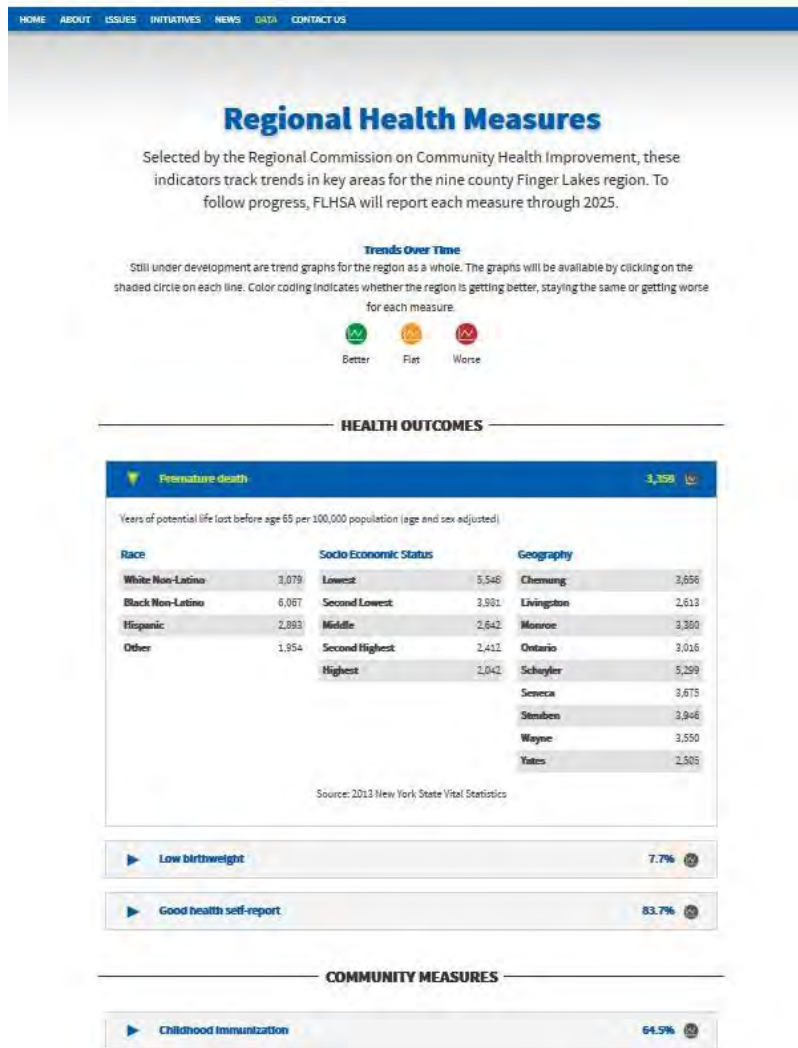 HOME ABOUT ISSUES INITIATIVES NEWS DATA CONTACT US
Regional Health Measures
Selected by the Regional Commission on Community Health Improvement, these
indicators track trends in key areas for the nine county Finger Lakes region. To
follow progress, FLHSA will report each measure through 2025.
Trends Over Time
Still under development are trend graphs for the region as a whole. The graphs will be available by clicking on the
shaded circle on each line. Color coding indicates whether the region is getting better, staying the same or getting worse
for each measure.
Better Flat Worse
HEALTH OUTCOMES
Premature death 3,359
Years of potential life lost before age 65 per 100,000 population (age and sex adjusted)
Race Socio Economic Status Geography
White Non-Latino 3,079 Lowest 5,546 Chemung 3,656
Black Non-Latino 6,067 Second Lowest 3,981 Livingston 2,613
Hispanic 2,893 Middle 2,642 Monroe 3,380
Other 1,954 Second Highest 2,412 Ontario 3,016
Highest 2,042 Schuyler 5,299
Seneca 3,675
Steuben 3,946
Wayne 3,550
Yates 2,505
Source: 2013 New York State Vital Statistics
Low birthweight 7.7%
Good health self-report 83.7%
COMMUNITY MEASURES
Childhood Immunization 64.5%